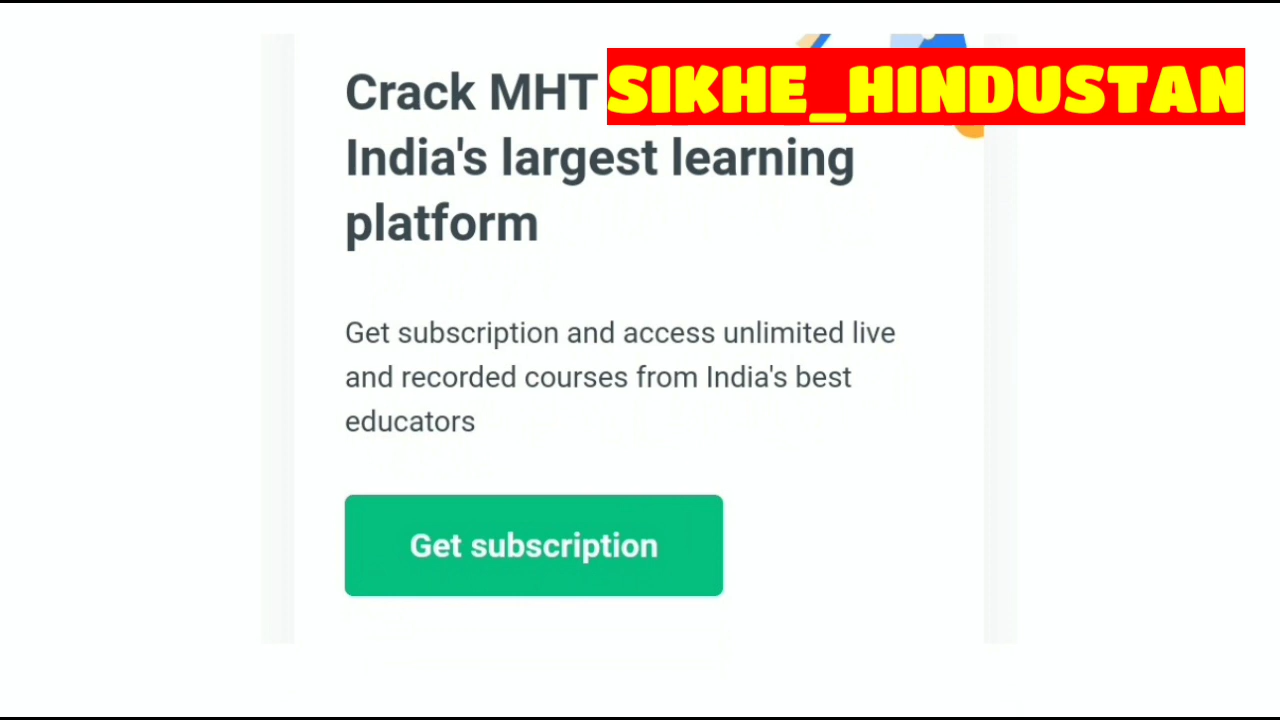 Crack MHT
SIKHE_HINDUSTAN
India's largest learning
platform
Get subscription and access unlimited live
and recorded courses from India's best
educators
Get subscription